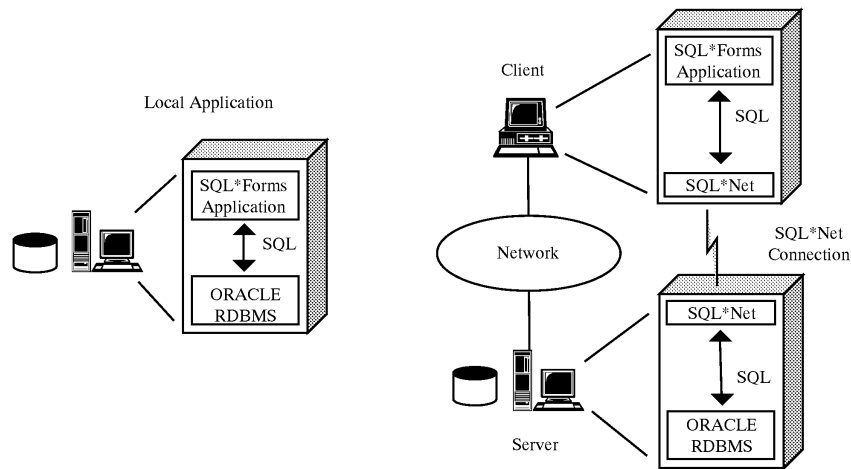 Local Application
SQL*Forms
Application
SQL
ORACLE
RDBMS
Client
SQL*Forms
Application
SQL
SQL*Net
Network
SQL*Net
Connection
SQL*Net
SQL
ORACLE
RDBMS
Server